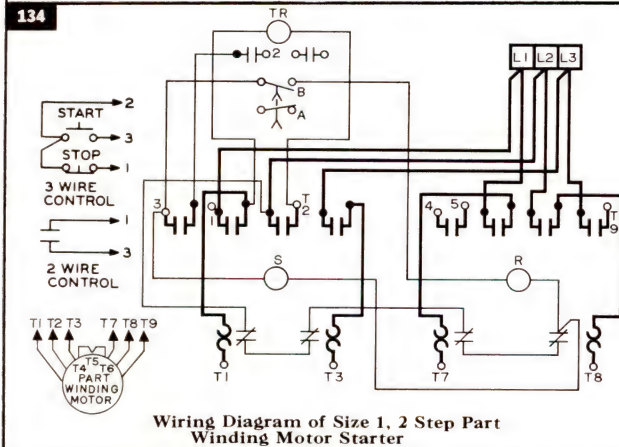 134
TR
2
L1 L2 L3
B
A
2
START
3
STOP
1
3 WIRE
CONTROL
1
3
2 WIRE
CONTROL
3 1 T 2
4 5 T 9
S R
T1 T3 T7 T8
T1 T2 T3 T7 T8 T9
T4 T5 T6
PART
WINDING
MOTOR
Wiring Diagram of Size 1, 2 Step Part
Winding Motor Starter